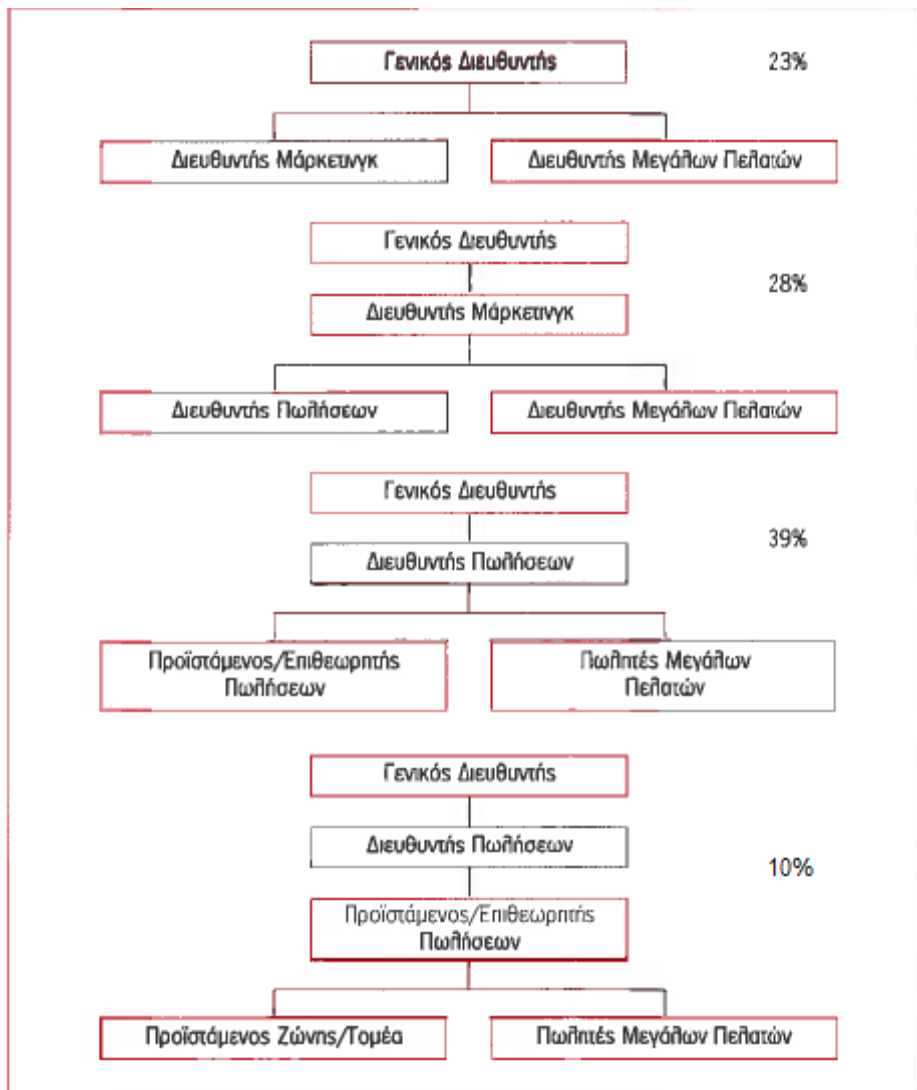 Γενικός Διευθυντής
23%
Διευθυντής Μάρκετινγκ
Διευθυντής Μεγάλων Πελατών
Γενικός Διευθυντής
28%
Διευθυντής Μάρκετινγκ
Διευθυντής Πωλήσεων
Διευθυντής Μεγάλων Πελατών
Γενικός Διευθυντής
39%
Διευθυντής Πωλήσεων
Προϊστάμενος/Επιθεωρητής
Πωλήσεων
Πωλητές Μεγάλων
Πελατών
Γενικός Διευθυντής
Διευθυντής Πωλήσεων
10%
Προϊστάμενος/Επιθεωρητής
Πωλήσεων
Προϊστάμενος Ζώνης/Τομέα
Πωλητές Μεγάλων Πελατών